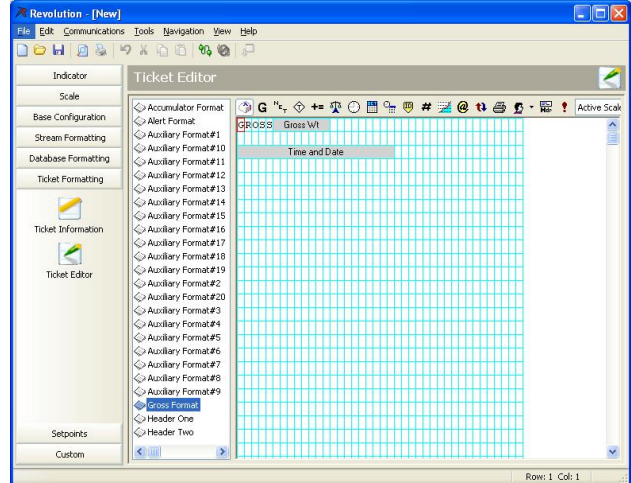 Revolution - [New]
File Edit Communications Tools Navigation View Help
Indicator
Scale
Base Configuration
Stream Formatting
Database Formatting
Ticket Formatting
Ticket Information
Ticket Editor
Setpoints
Custom
Ticket Editor
Accumulator Format
Alert Format
Auxiliary Format#1
Auxiliary Format#10
Auxiliary Format#11
Auxiliary Format#12
Auxiliary Format#13
Auxiliary Format#14
Auxiliary Format#15
Auxiliary Format#16
Auxiliary Format#17
Auxiliary Format#18
Auxiliary Format#19
Auxiliary Format#2
Auxiliary Format#20
Auxiliary Format#3
Auxiliary Format#4
Auxiliary Format#5
Auxiliary Format#6
Auxiliary Format#7
Auxiliary Format#8
Auxiliary Format#9
Gross Format
Header One
Header Two
G NET += # @ ! Active Scal
GROSS Gross Wt
Time and Date
Row: 1 Col: 1